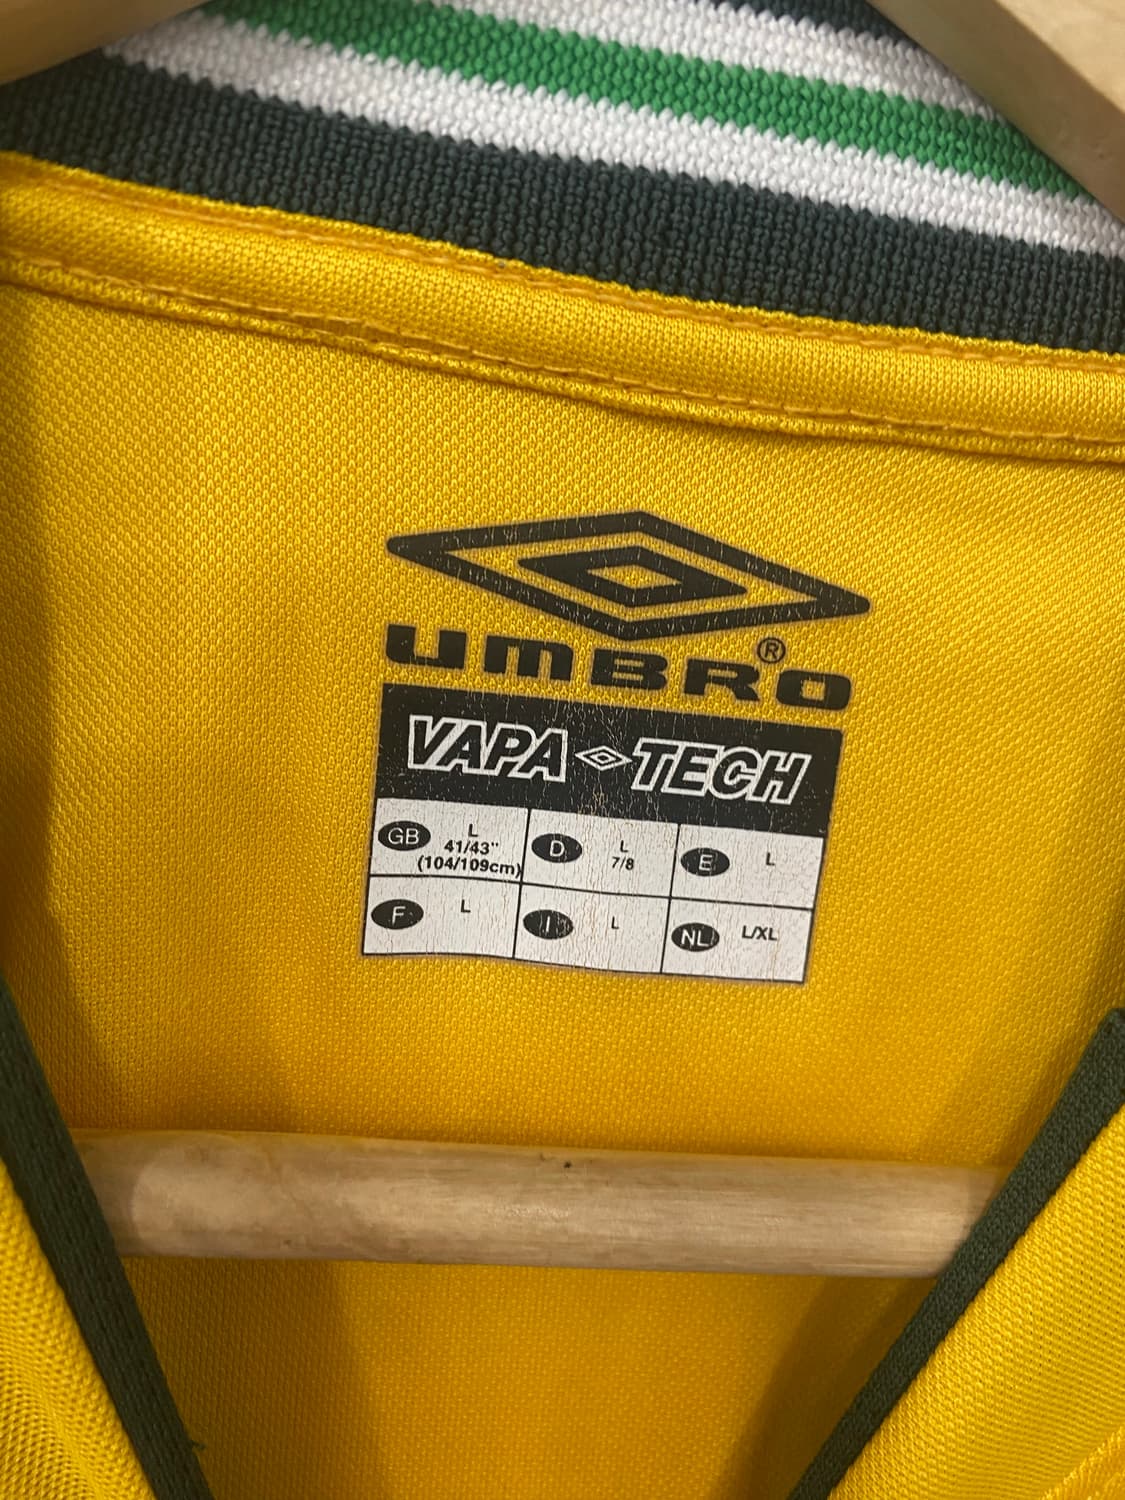 UMBRO®
VAPA TECH
GB L
41/43"
(104/109cm)
D L
7/8
E L
F L
I L
NL L/XL